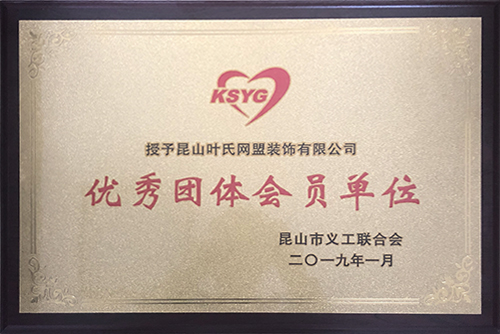 KSYG
授予昆山叶氏网盟装饰有限公司
优秀团体会员单位
昆山市义工联合会
二〇一九年一月